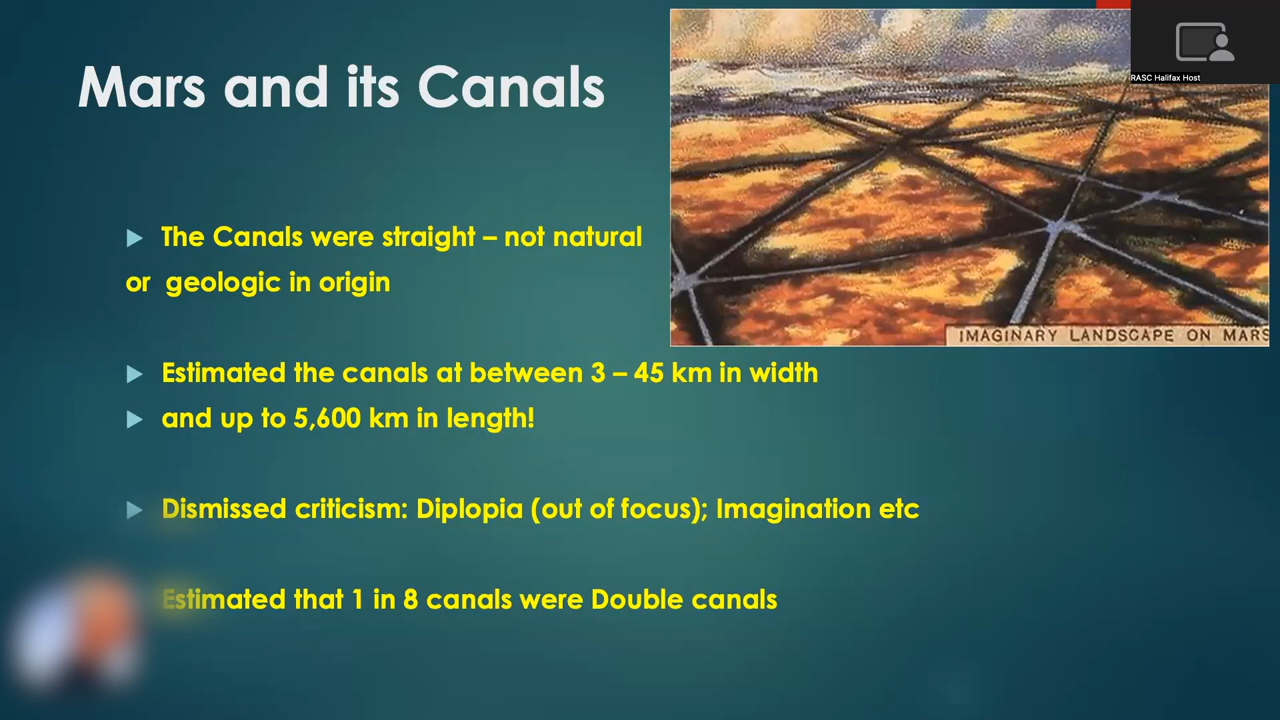 Mars and its Canals
RASC Halifax Host
The Canals were straight – not natural
or geologic in origin
IMAGINARY LANDSCAPE ON MARS
Estimated the canals at between 3 – 45 km in width
and up to 5,600 km in length!
Dismissed criticism: Diplopia (out of focus); Imagination etc
Estimated that 1 in 8 canals were Double canals